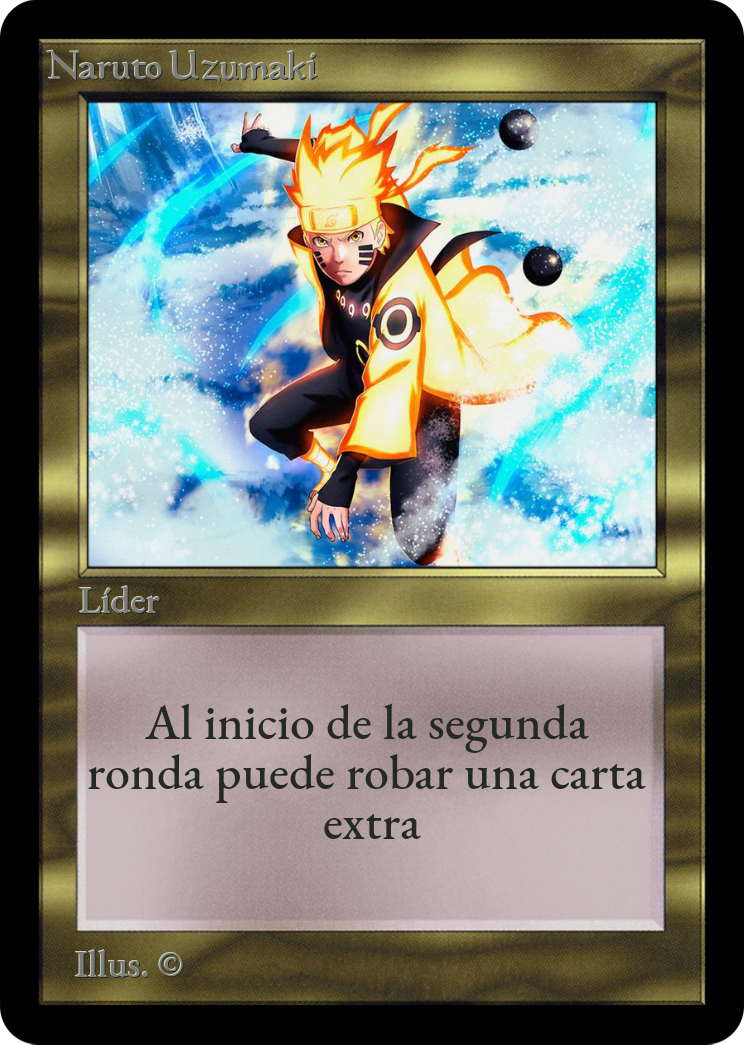 Naruto Uzumaki
Líder
Al inicio de la segunda
ronda puede robar una carta
extra
Illus. ©